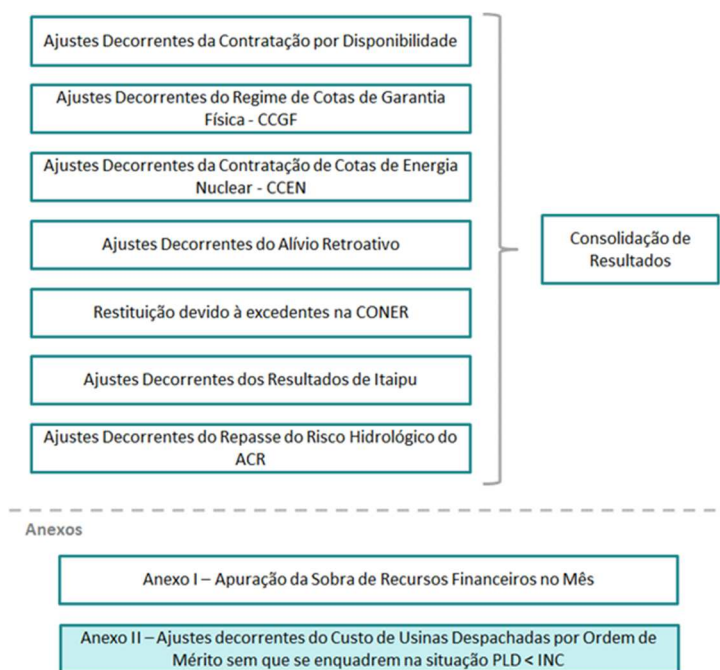 Ajustes Decorrentes da Contratação por Disponibilidade
Ajustes Decorrentes do Regime de Cotas de Garantia
Física - CCGF
Ajustes Decorrentes da Contratação de Cotas de Energia
Nuclear - CCEN
Ajustes Decorrentes do Alívio Retroativo
Restituição devido à excedentes na CONER
Ajustes Decorrentes dos Resultados de Itaipu
Ajustes Decorrentes do Repasse do Risco Hidrológico do
ACR
Consolidação de
Resultados
Anexos
Anexo I – Apuração da Sobra de Recursos Financeiros no Mês
Anexo II – Ajustes decorrentes do Custo de Usinas Despachadas por Ordem de
Mérito sem que se enquadrem na situação PLD < INC